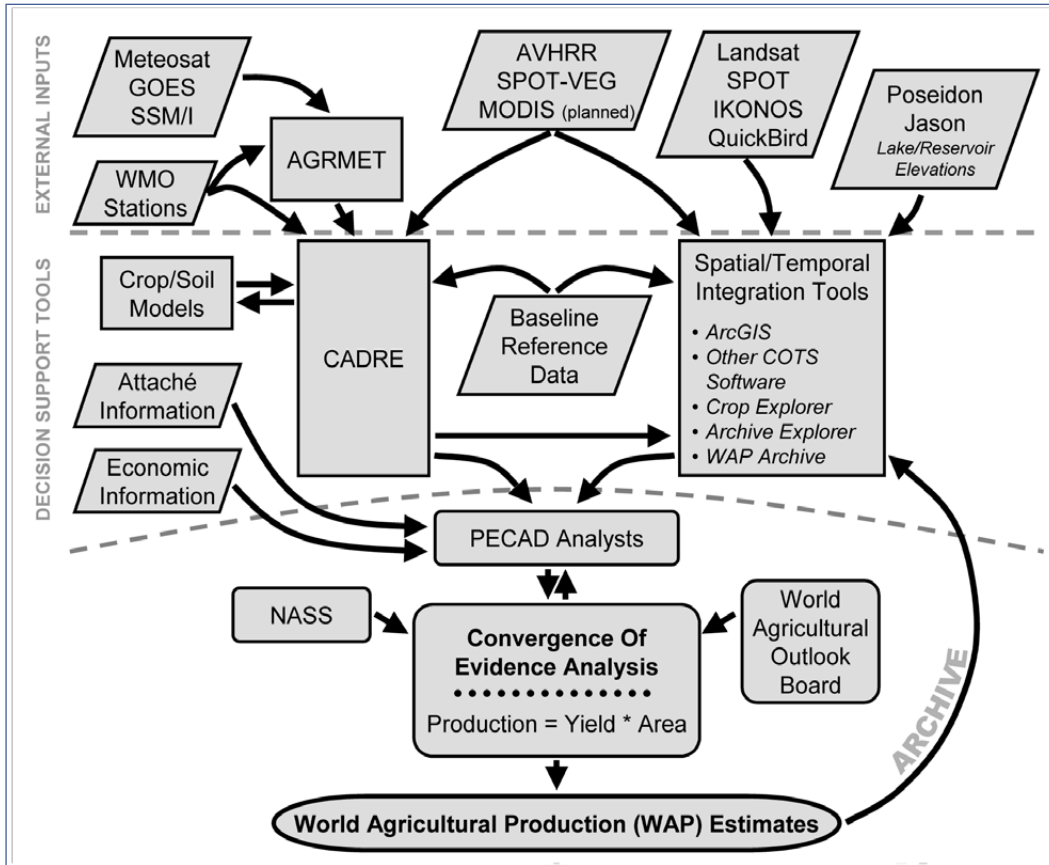 EXTERNAL INPUTS
Meteosat
GOES
SSM/I
AVHRR
SPOT-VEG
MODIS (planned)
Landsat
SPOT
IKONOS
QuickBird
Poseidon
Jason
Lake/Reservoir
Elevations
AGRMET
WMO
Stations
DECISION SUPPORT TOOLS
Crop/Soil
Models
CADRE
Baseline
Reference
Data
Spatial/Temporal
Integration Tools
• ArcGIS
• Other COTS
Software
• Crop Explorer
• Archive Explorer
• WAP Archive
Attaché
Information
Economic
Information
PECAD Analysts
NASS
Convergence Of
Evidence Analysis
Production = Yield * Area
World
Agricultural
Outlook
Board
ARCHIVE
World Agricultural Production (WAP) Estimates